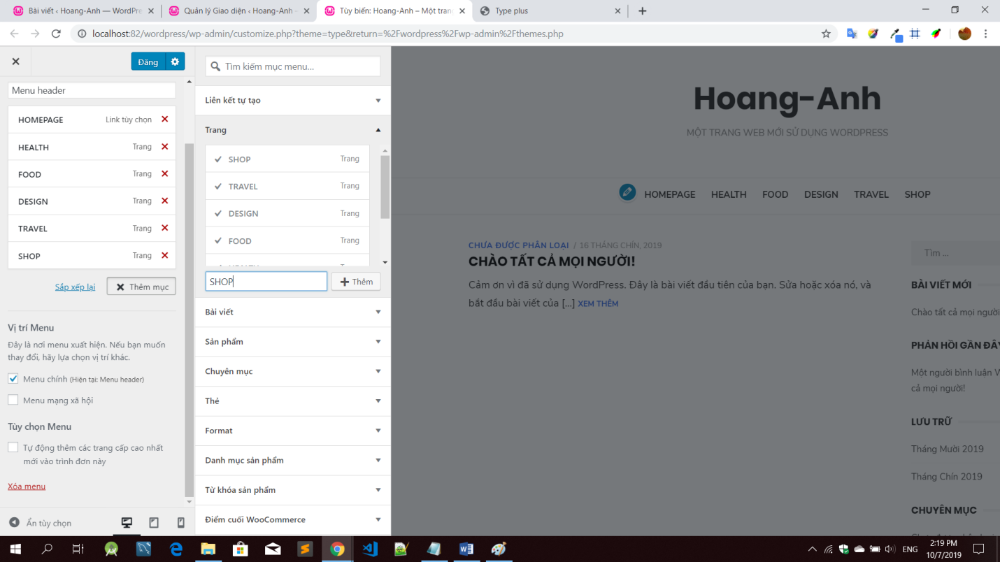 Bài viết ‹ Hoang-Anh — WordPre
Quản lý Giao diện ‹ Hoang-Anh –
Tùy biến: Hoang-Anh – Một trang
Type plus
localhost:82/wordpress/wp-admin/customize.php?theme=type&return=%2Fwordpress%2Fwp-admin%2Fthemes.php
Đăng
Menu header
HOMEPAGE Link tùy chọn
HEALTH Trang
FOOD Trang
DESIGN Trang
TRAVEL Trang
SHOP Trang
Sắp xếp lại
Thêm mục
Vị trí Menu
Đây là nơi menu xuất hiện. Nếu bạn muốn
thay đổi, hãy lựa chọn vị trí khác.
Menu chính (Hiện tại: Menu header)
Menu mạng xã hội
Tùy chọn Menu
Tự động thêm các trang cấp cao nhất
mới vào trình đơn này
Xóa menu
Ẩn tùy chọn
Tìm kiếm mục menu...
Liên kết tự tạo
Trang
SHOP Trang
TRAVEL Trang
DESIGN Trang
FOOD Trang
SHOP
Thêm
Bài viết
Sản phẩm
Chuyên mục
Thẻ
Format
Danh mục sản phẩm
Từ khóa sản phẩm
Điểm cuối WooCommerce
Hoang-Anh
MỘT TRANG WEB MỚI SỬ DỤNG WORDPRESS
HOMEPAGE HEALTH FOOD DESIGN TRAVEL SHOP
CHƯA ĐƯỢC PHÂN LOẠI / 16 THÁNG CHÍN, 2019
CHÀO TẤT CẢ MỌI NGƯỜI!
Cảm ơn vì đã sử dụng WordPress. Đây là bài viết đầu tiên của bạn. Sửa hoặc xóa nó, và
bắt đầu bài viết của [...] XEM THÊM
Tìm ...
BÀI VIẾT MỚI
Chào tất cả mọi người
PHẢN HỒI GẦN ĐÂY
Một người bình luận W
cả mọi người!
LƯU TRỮ
Tháng Mười 2019
Tháng Chín 2019
CHUYÊN MỤC
ENG
2:19 PM
10/7/2019